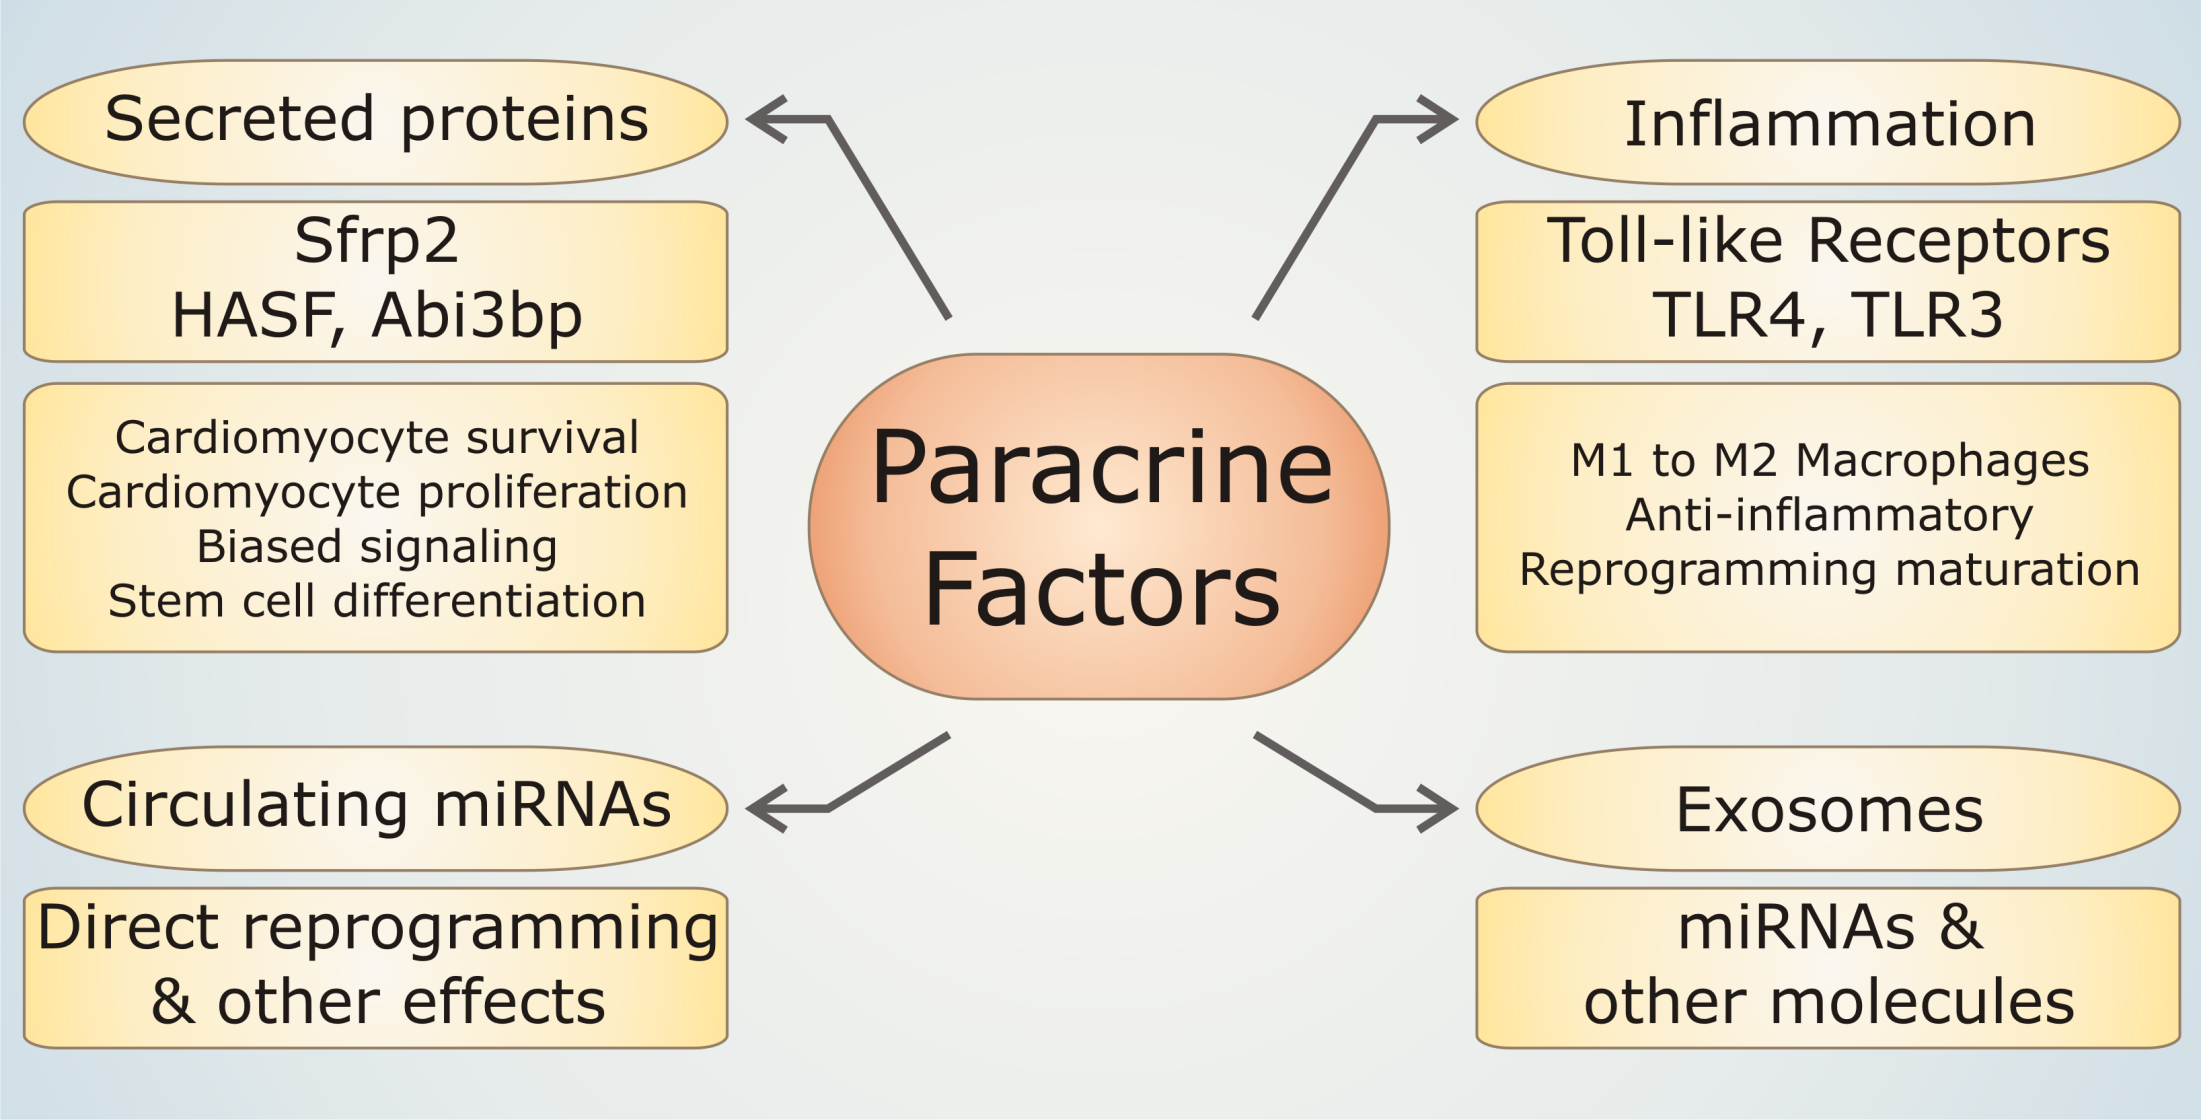 Secreted proteins
Sfrp2
HASF, Abi3bp
Cardiomyocyte survival
Cardiomyocyte proliferation
Biased signaling
Stem cell differentiation
Inflammation
Toll-like Receptors
TLR4, TLR3
M1 to M2 Macrophages
Anti-inflammatory
Reprogramming maturation
Paracrine
Factors
Circulating miRNAs
Direct reprogramming
& other effects
Exosomes
miRNAs &
other molecules